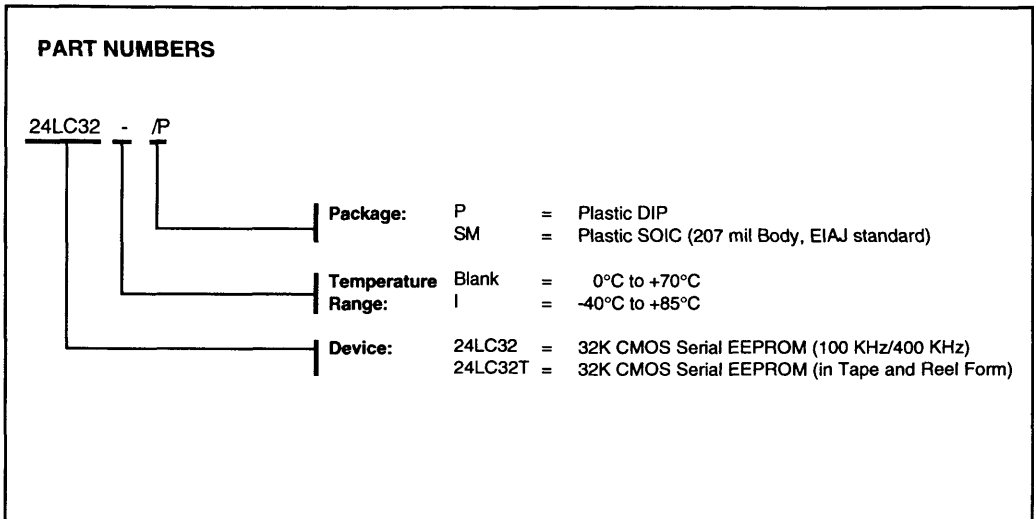 PART NUMBERS
24LC32 - /P
Package: P = Plastic DIP
SM = Plastic SOIC (207 mil Body, EIAJ standard)
Temperature Blank = 0°C to +70°C
Range: I = -40°C to +85°C
Device: 24LC32 = 32K CMOS Serial EEPROM (100 KHz/400 KHz)
24LC32T = 32K CMOS Serial EEPROM (in Tape and Reel Form)